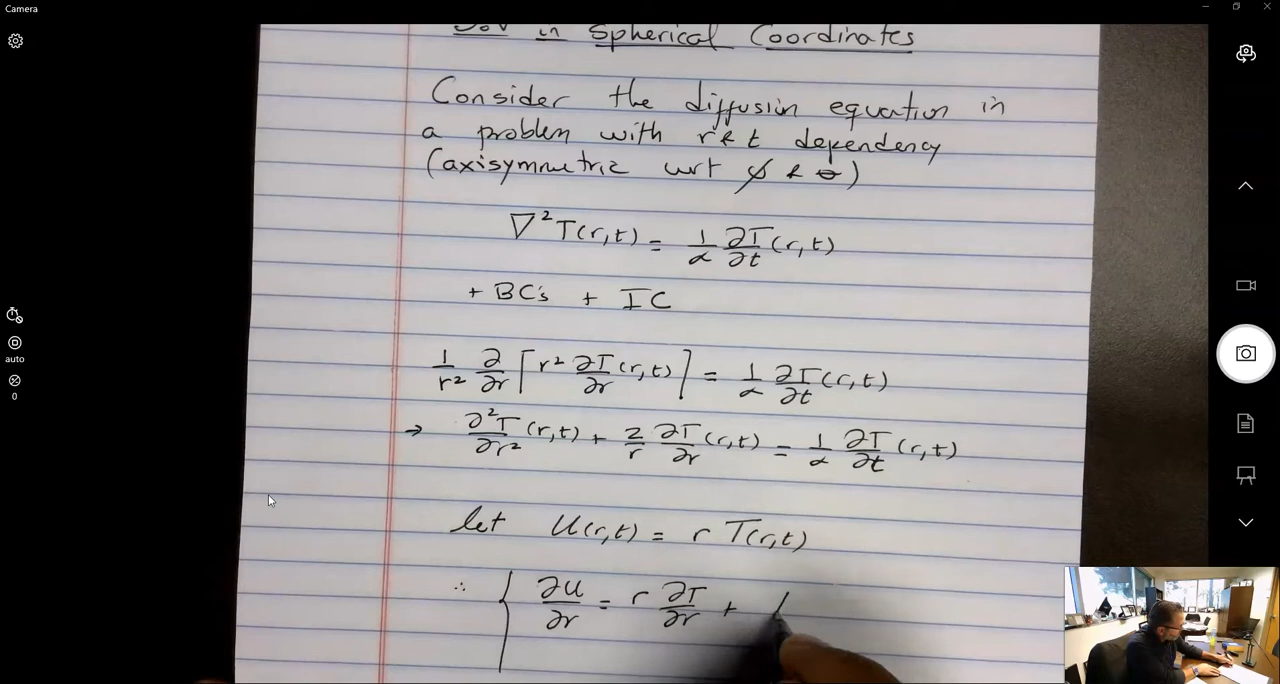 Camera
SOV in Spherical Coordinates
Consider the diffusion equation in
a problem with r & t dependency
(axisymmetric wrt ϕ & θ)
∇²T(r,t) = 1/α ∂T/∂t (r,t)
+ BC's + IC
1/r² ∂/∂r [r² ∂T/∂r (r,t)] = 1/α ∂T/∂t (r,t)
→ ∂²T/∂r² (r,t) + 2/r ∂T/∂r (r,t) = 1/α ∂T/∂t (r,t)
let U(r,t) = r T(r,t)
∴ { ∂U/∂r = r ∂T/∂r +
auto
0